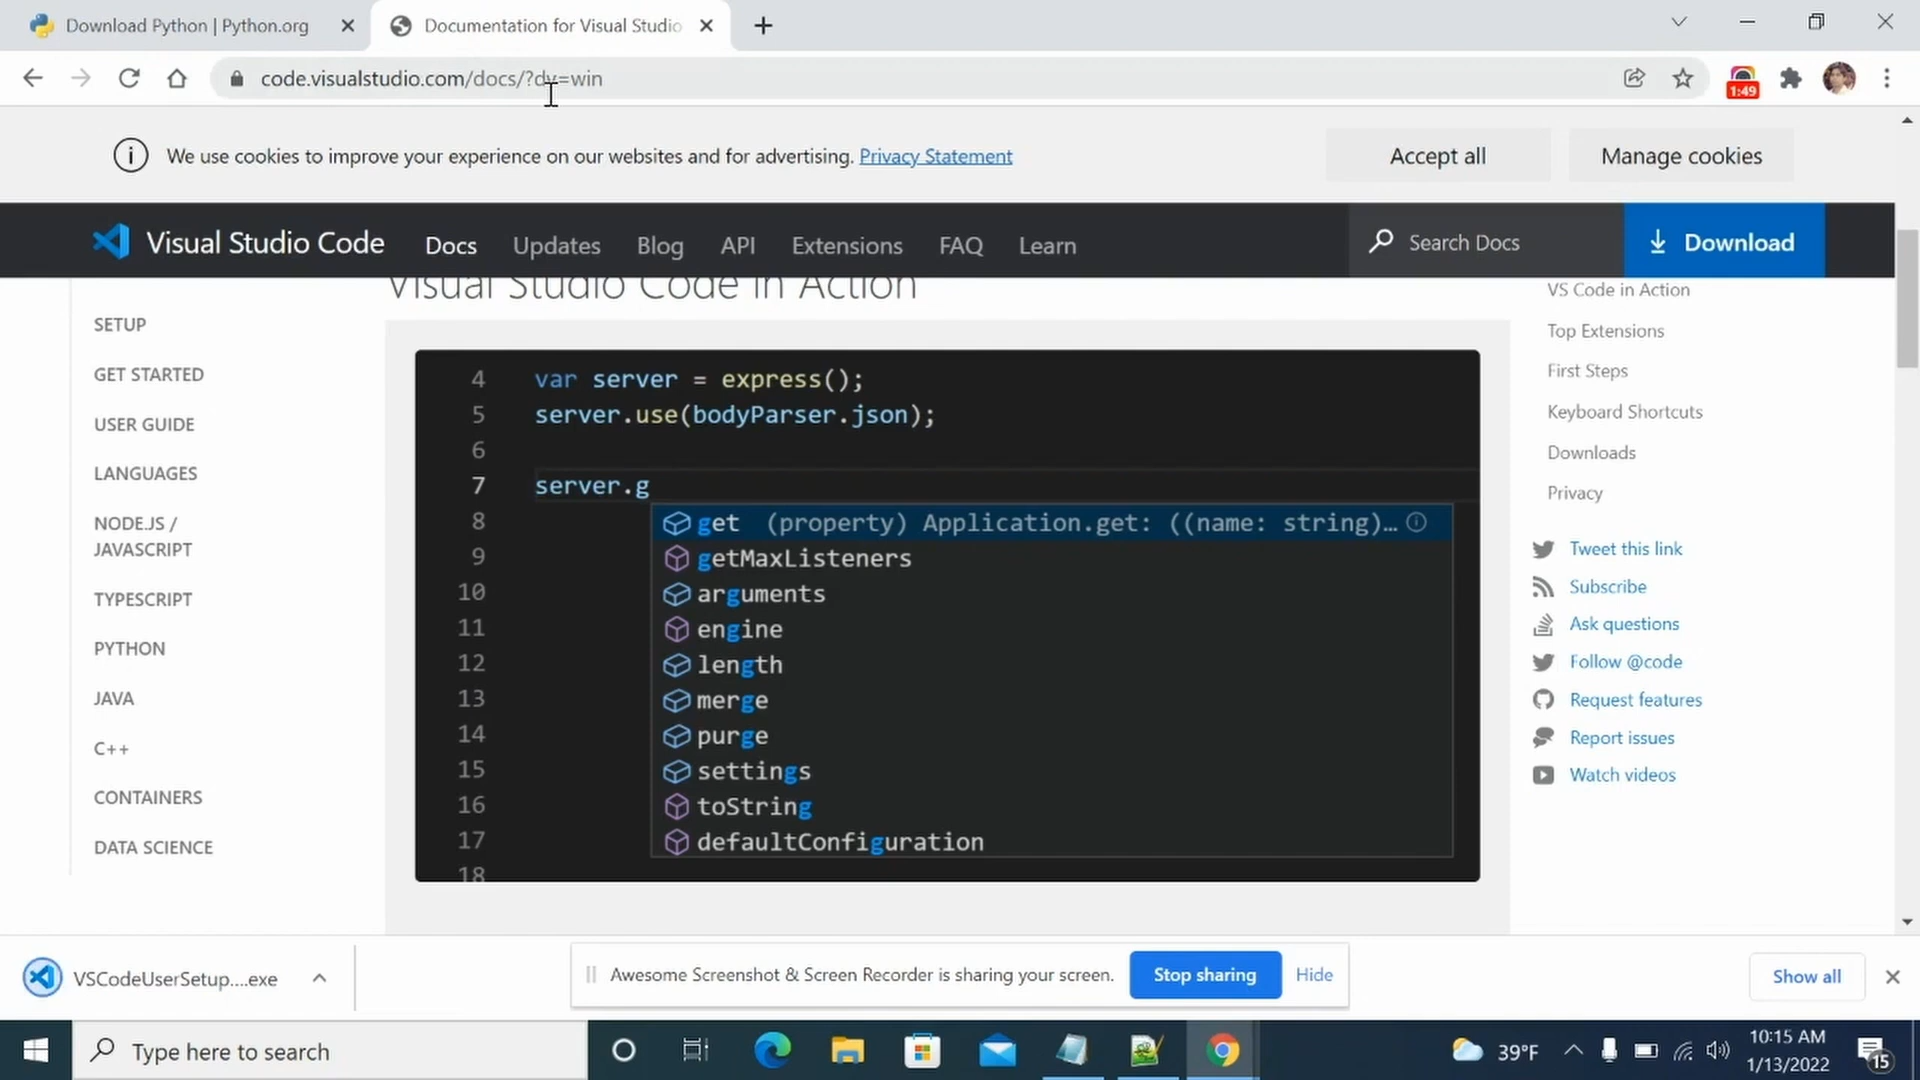 Download Python | Python.org
Documentation for Visual Studio
code.visualstudio.com/docs/?dv=win
1:49
We use cookies to improve your experience on our websites and for advertising. Privacy Statement
Accept all
Manage cookies
Visual Studio Code
Docs
Updates
Blog
API
Extensions
FAQ
Learn
Search Docs
Download
Visual Studio Code in Action
SETUP
GET STARTED
USER GUIDE
LANGUAGES
NODE.JS /
JAVASCRIPT
TYPESCRIPT
PYTHON
JAVA
C++
CONTAINERS
DATA SCIENCE
4 var server = express();
5 server.use(bodyParser.json);
6
7 server.g
8 get (property) Application.get: ((name: string)…
9 getMaxListeners
10 arguments
11 engine
12 length
13 merge
14 purge
15 settings
16 toString
17 defaultConfiguration
18
VS Code in Action
Top Extensions
First Steps
Keyboard Shortcuts
Downloads
Privacy
Tweet this link
Subscribe
Ask questions
Follow @code
Request features
Report issues
Watch videos
VSCodeUserSetup....exe
Awesome Screenshot & Screen Recorder is sharing your screen.
Stop sharing
Hide
Show all
Type here to search
39°F
10:15 AM
1/13/2022
15